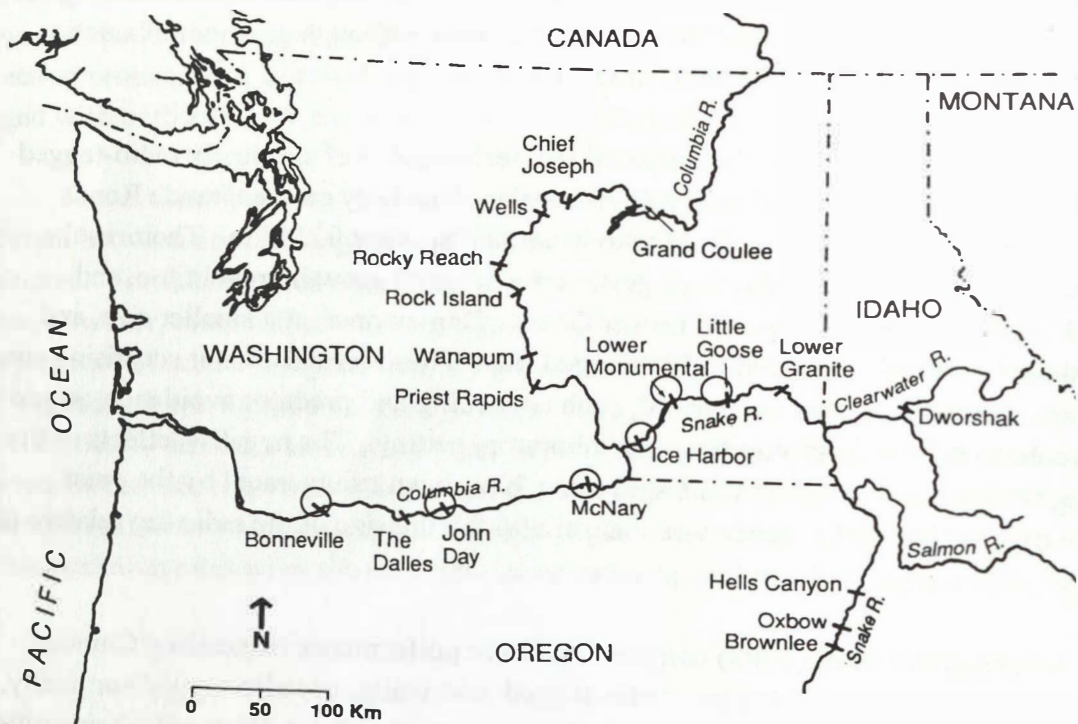 CANADA
MONTANA
Columbia R.
Chief
Joseph
Wells
Grand Coulee
Rocky Reach
Rock Island
IDAHO
Little
Goose
Lower
Monumental
Lower
Granite
WASHINGTON
Wanapum
Priest Rapids
Snake R.
Clearwater R.
Dworshak
Ice Harbor
PACIFIC OCEAN
Columbia R.
McNary
Bonneville
The
Dalles
John
Day
Salmon R.
Hells Canyon
Oxbow
Brownlee
Snake R.
N
OREGON
0 50 100 Km